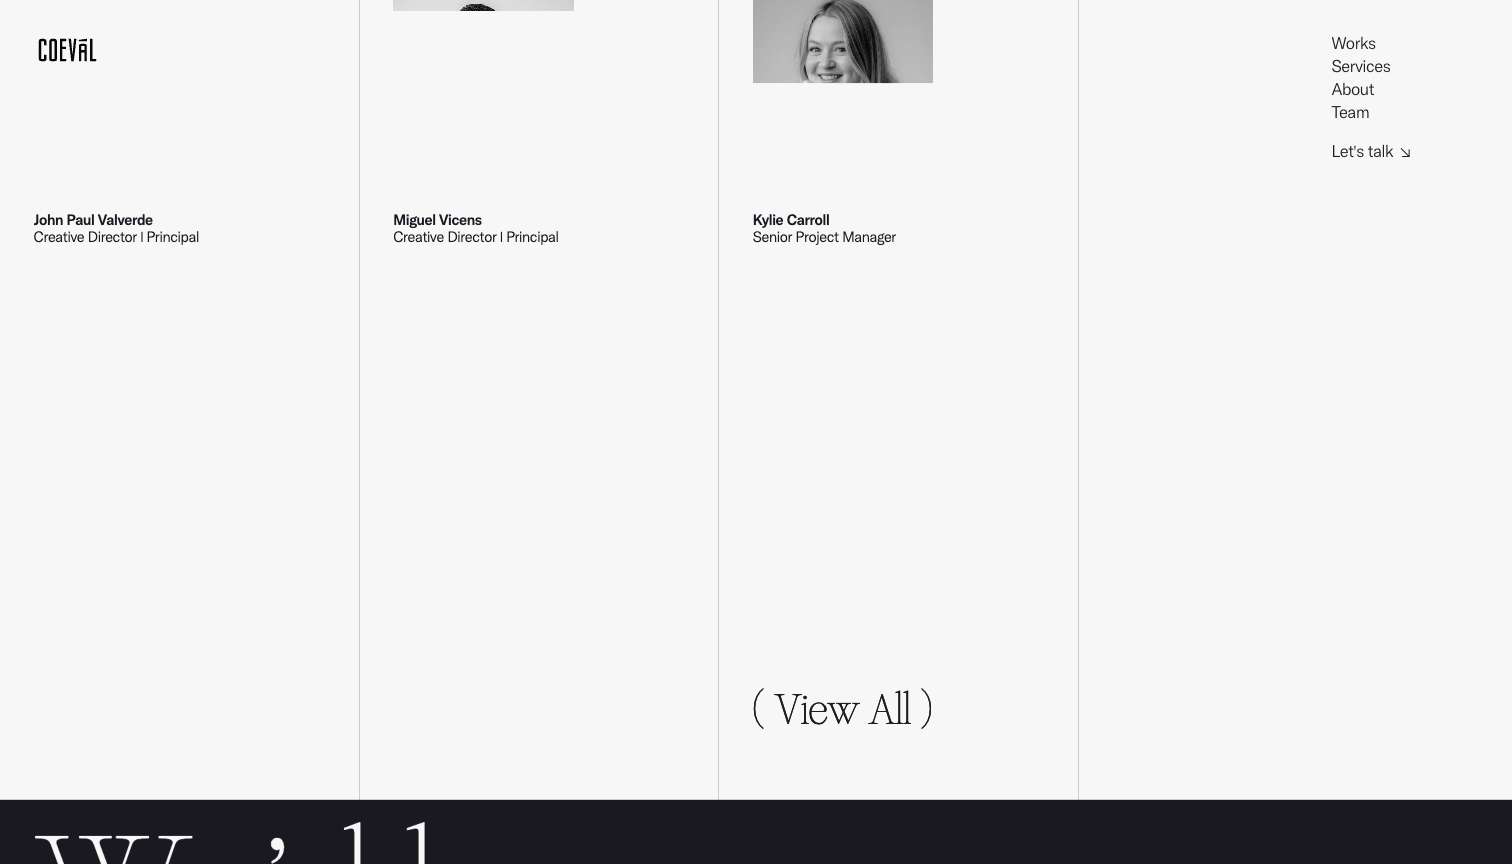 COEVAL
Works
Services
About
Team
Let's talk ↘
John Paul Valverde
Creative Director | Principal
Miguel Vicens
Creative Director | Principal
Kylie Carroll
Senior Project Manager
( View All )